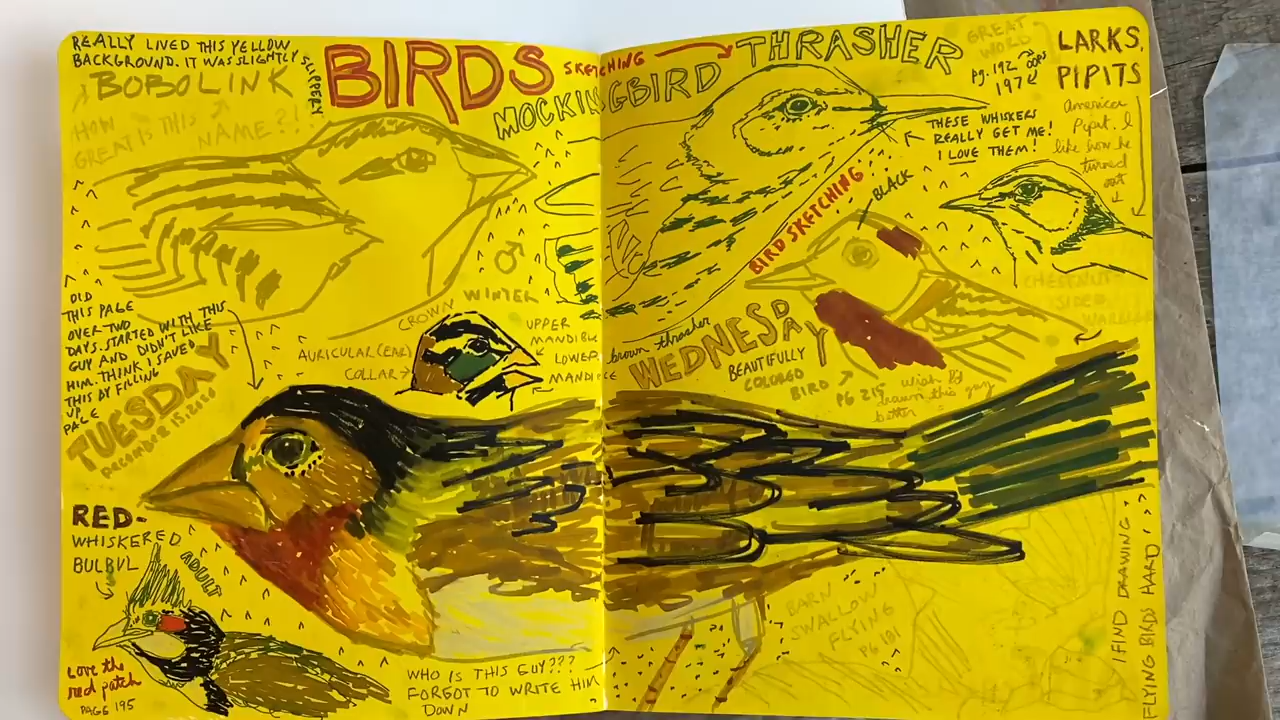 REALLY LIVED THIS YELLOW
BACKGROUND. IT WAS SLIGHTLY
SLIPPERY
BIRDS
SKETCHING
BOBOLINK
HOW
GREAT IS THIS
NAME?!
MOCKINGBIRD
THRASHER
GREAT
WORD
PG. 192 OOPS
197
LARKS,
PIPITS
america
Pipit. I
like how he
turned
out
THESE WHISKERS
REALLY GET ME!
I LOVE THEM!
BIRD SKETCHING
BLACK
♂
WINTER
CROWN
AURICULAR (EAR)
COLLAR
UPPER
MANDIBLE
LOWER
MANDI
brown thrasher
WEDNESDAY
BEAUTIFULLY
COLORED
BIRD
PG 215
wish I'd
drawn this guy
better
CHESTNUT
SIDED
WARBLER
DID
THIS PAGE
OVER TWO
DAYS. STARTED WITH THIS
GUY AND DIDN'T LIKE
HIM. THINK I SAVED
THIS BY FILLING
UP
PAGE
TUESDAY
December 15. 2020
RED-
WHISKERED
BULBUL
ADULT
Love the
red patch
PAGE 195
WHO IS THIS GUY???
FORGOT TO WRITE HIM
DOWN
BARN
SWALLOW
FLYING
PG 181
I FIND DRAWING
FLYING BIRDS HARD